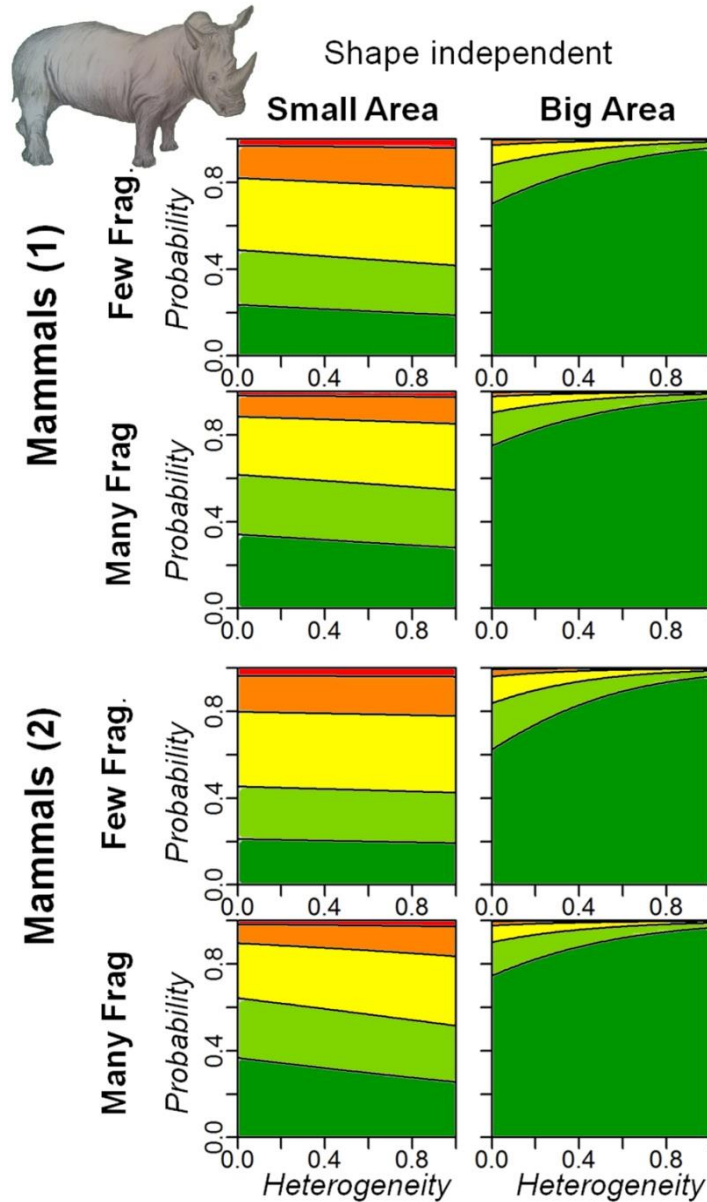 Shape independent
Small Area Big Area
Mammals (1)
Few Frag.
Probability
0.8
0.4
0.0
0.0 0.4 0.8 0.0 0.4 0.8
Many Frag
Probability
0.8
0.4
0.0
0.0 0.4 0.8 0.0 0.4 0.8
Mammals (2)
Few Frag.
Probability
0.8
0.4
0.0
0.0 0.4 0.8 0.0 0.4 0.8
Many Frag
Probability
0.8
0.4
0.0
0.0 0.4 0.8 0.0 0.4 0.8
Heterogeneity Heterogeneity